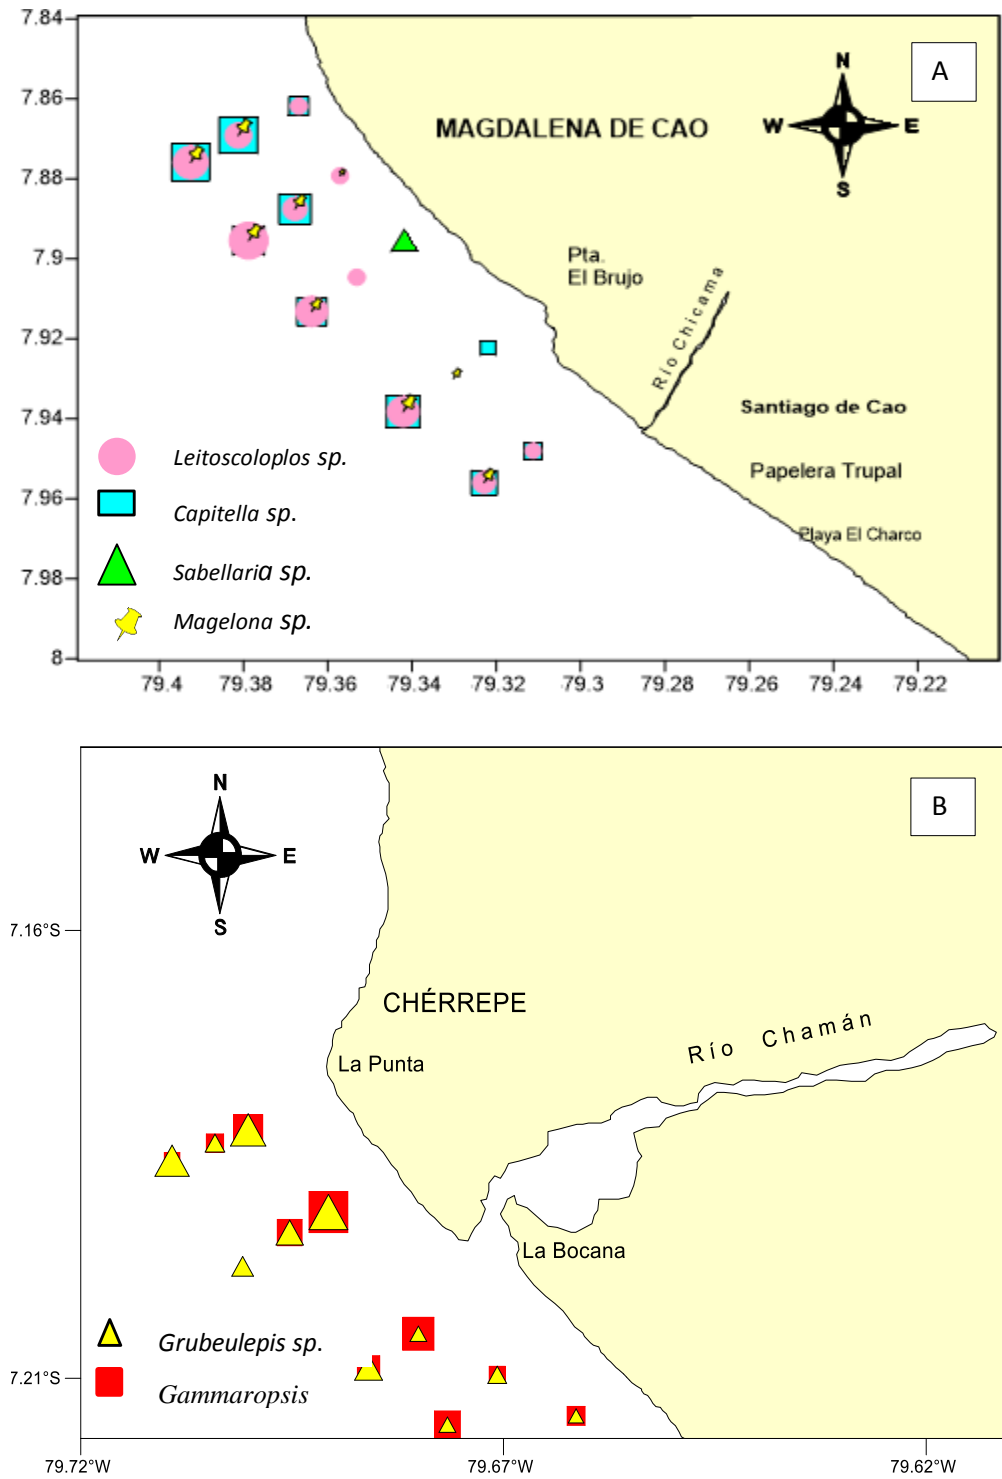 7.84
A
N
W
E
S
7.86
MAGDALENA DE CAO
7.88
7.9
Pta.
El Brujo
Río Chicama
7.92
7.94
Santiago de Cao
Leitoscoloplos sp.
Papelera Trupal
7.96
Capitella sp.
Playa El Charco
7.98
Sabellaria sp.
Magelona sp.
8
79.4 79.38 79.36 79.34 79.32 79.3 79.28 79.26 79.24 79.22
B
N
W
E
S
7.16°S
CHÉRREPE
La Punta
Río Chamán
La Bocana
Grubeulepis sp.
7.21°S
Gammaropsis
79.72°W 79.67°W 79.62°W